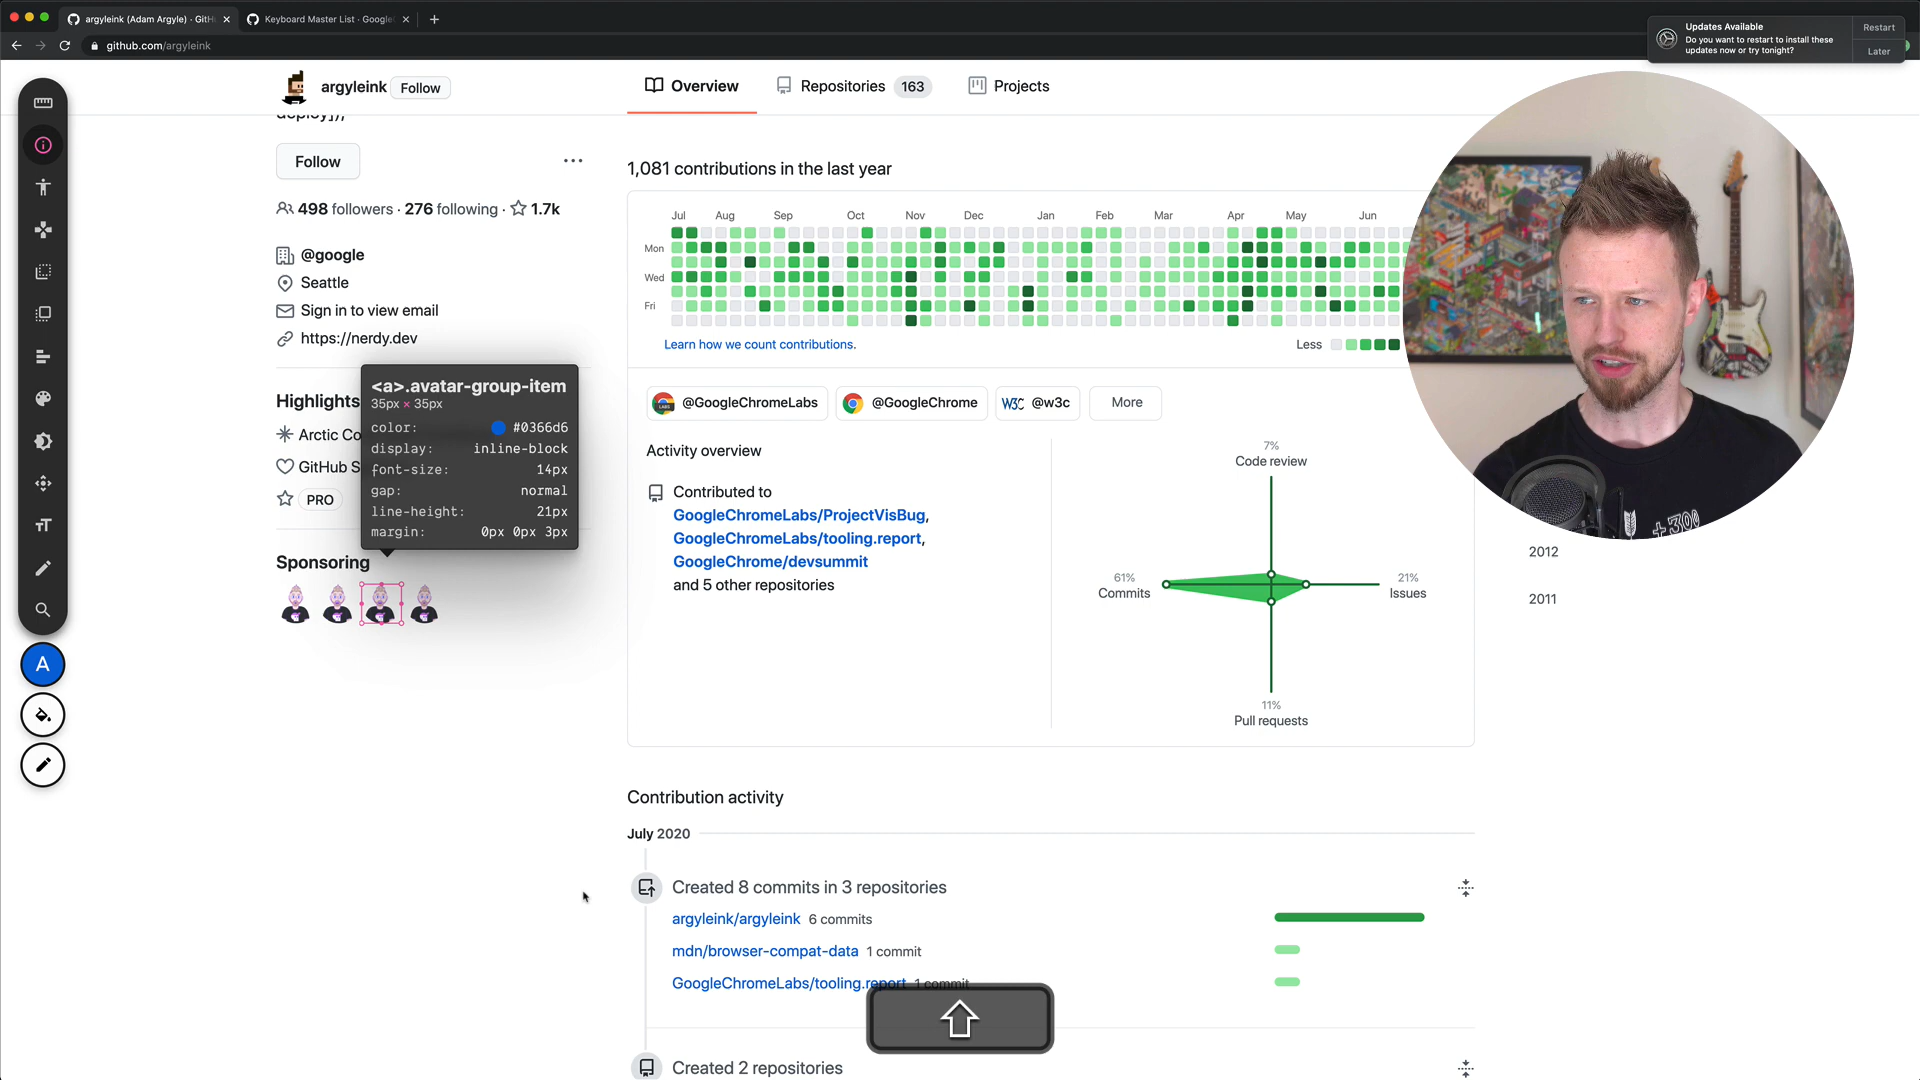 argyleink (Adam Argyle) · GitH
Keyboard Master List · Google
github.com/argyleink
Updates Available
Do you want to restart to install these
updates now or try tonight?
Restart
Later
argyleink
Follow
Overview
Repositories 163
Projects
Follow
498 followers · 276 following · 1.7k
@google
Seattle
Sign in to view email
https://nerdy.dev
Highlights
Arctic Co
GitHub S
PRO
<a>.avatar-group-item
35px × 35px
color: #0366d6
display: inline-block
font-size: 14px
gap: normal
line-height: 21px
margin: 0px 0px 3px
Sponsoring
A
1,081 contributions in the last year
Jul Aug Sep Oct Nov Dec Jan Feb Mar Apr May Jun
Mon
Wed
Fri
Learn how we count contributions.
Less
@GoogleChromeLabs
@GoogleChrome
W3C @w3c
More
Activity overview
Contributed to
GoogleChromeLabs/ProjectVisBug,
GoogleChromeLabs/tooling.report,
GoogleChrome/devsummit
and 5 other repositories
7%
Code review
61%
Commits
21%
Issues
11%
Pull requests
2012
2011
Contribution activity
July 2020
Created 8 commits in 3 repositories
argyleink/argyleink 6 commits
mdn/browser-compat-data 1 commit
GoogleChromeLabs/tooling.report 1 commit
Created 2 repositories